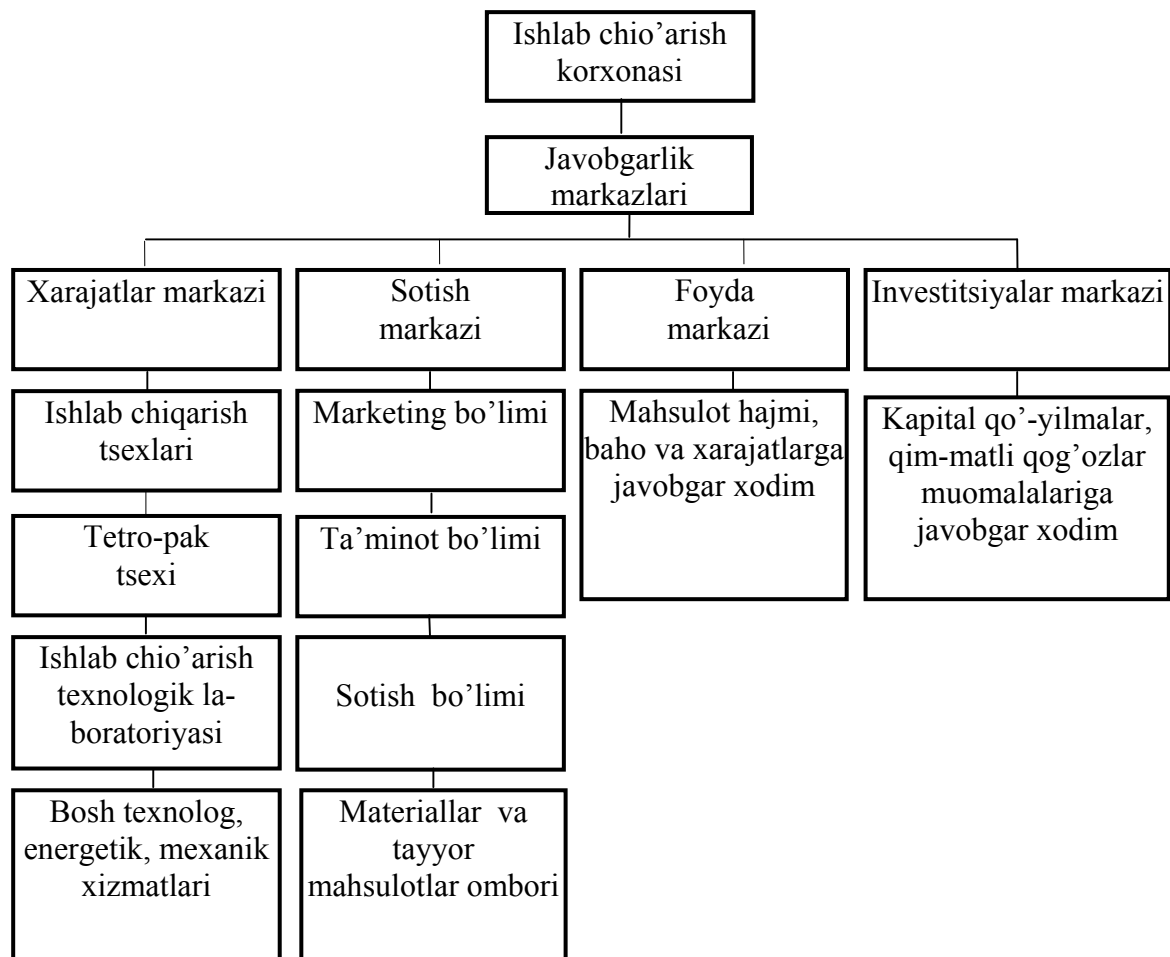 Ishlab chio’arish
korxonasi
Javobgarlik
markazlari
Xarajatlar markazi
Sotish
markazi
Foyda
markazi
Investitsiyalar markazi
Ishlab chiqarish
tsexlari
Marketing bo’limi
Mahsulot hajmi,
baho va xarajatlarga
javobgar xodim
Kapital qo’-yilmalar,
qim-matli qog’ozlar
muomalalariga
javobgar xodim
Tetro-pak
tsexi
Ta’minot bo’limi
Ishlab chio’arish
texnologik la-
boratoriyasi
Sotish bo’limi
Bosh texnolog,
energetik, mexanik
xizmatlari
Materiallar va
tayyor
mahsulotlar ombori